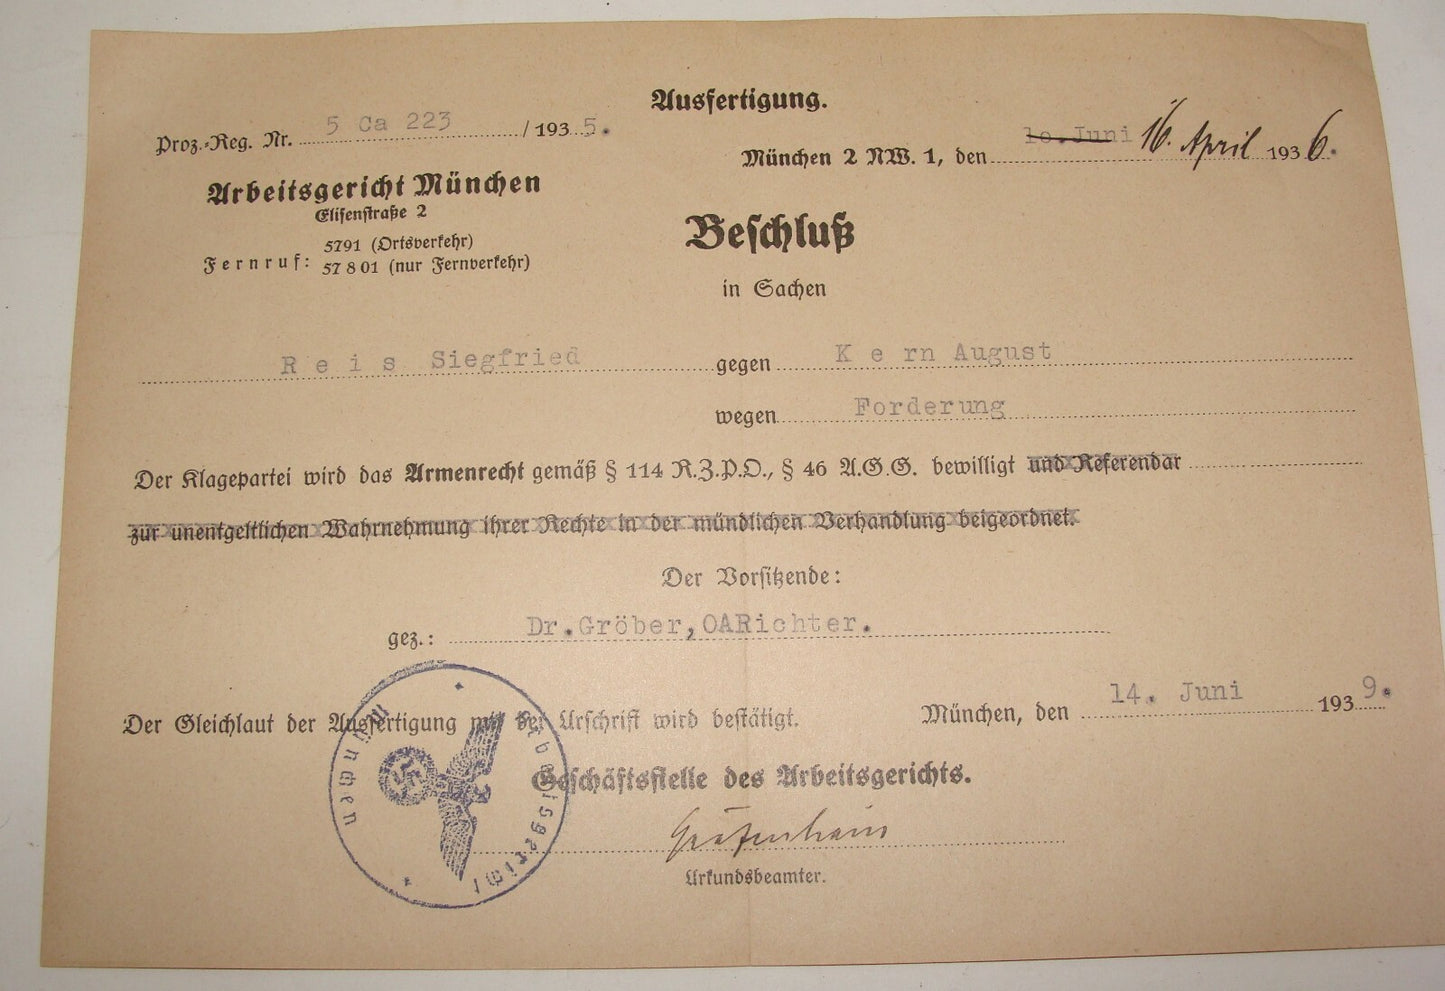 Ausfertigung.
Proz.-Reg. Nr. 5 Ca 223 / 1935.
München 2 NW. 1, den 10. Juni 16. April 1936.
Arbeitsgericht München
Elisenstraße 2
5791 (Ortsverkehr)
Fernruf: 57801 (nur Fernverkehr)
Beschluß
in Sachen
Reis Siegfried gegen Kern August
wegen Forderung
Der Klagepartei wird das Armenrecht gemäß § 114 R.Z.P.O., § 46 A.G.G. bewilligt und Referendar
zur unentgeltlichen Wahrnehmung ihrer Rechte in der mündlichen Verhandlung beigeordnet.
Der Vorsitzende:
gez.: Dr.Gröber,OARichter.
Der Gleichlaut der Ausfertigung mit der Urschrift wird bestätigt. München, den 14. Juni 1939.
Geschäftsstelle des Arbeitsgerichts.
Urkundsbeamter.
Arbeitsgericht München